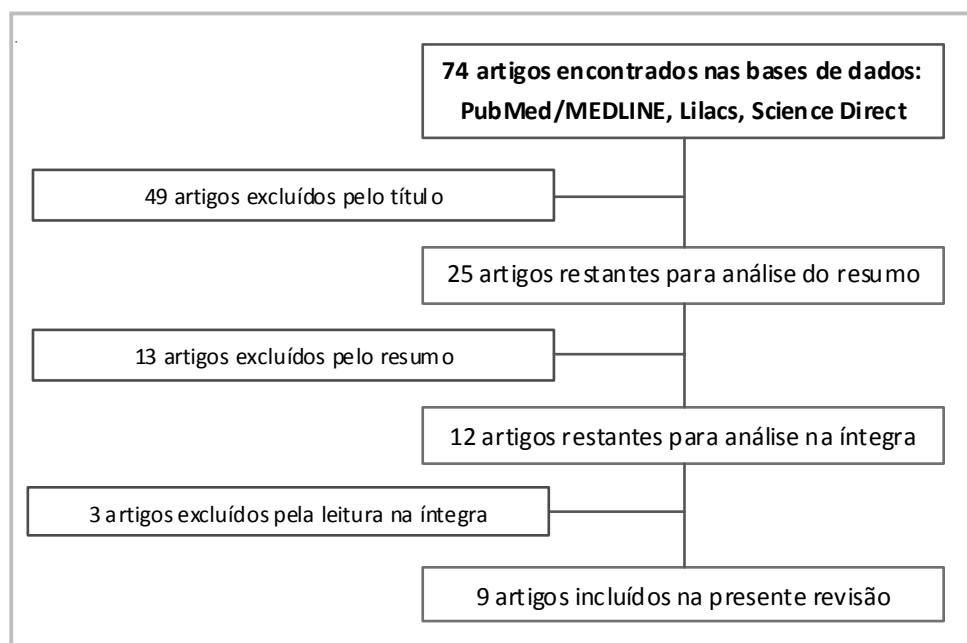 74 artigos encontrados nas bases de dados:
PubMed/MEDLINE, Lilacs, Science Direct
49 artigos excluídos pelo título
25 artigos restantes para análise do resumo
13 artigos excluídos pelo resumo
12 artigos restantes para análise na íntegra
3 artigos excluídos pela leitura na íntegra
9 artigos incluídos na presente revisão